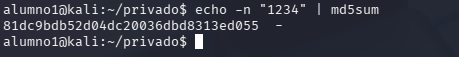 alumno1@kali:~/privado$ echo -n "1234" | md5sum
81dc9bdb52d04dc20036dbd8313ed055  -
alumno1@kali:~/privado$